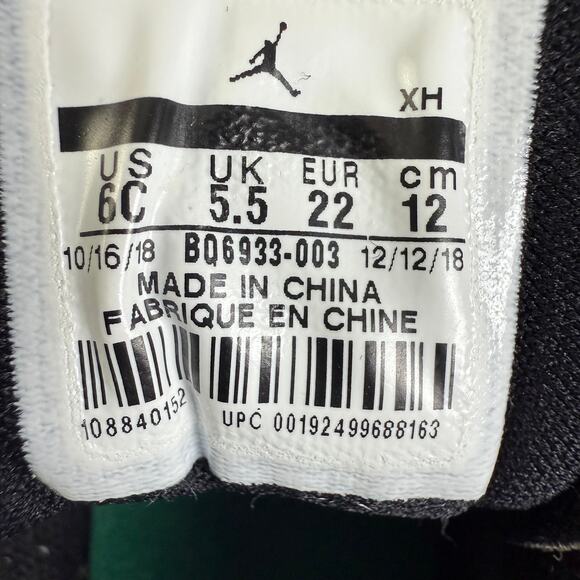 XH
US UK EUR cm
6C 5.5 22 12
10/16/18 BQ6933-003 12/12/18
MADE IN CHINA
FABRIQUE EN CHINE
108840152
UPC 00192499688163